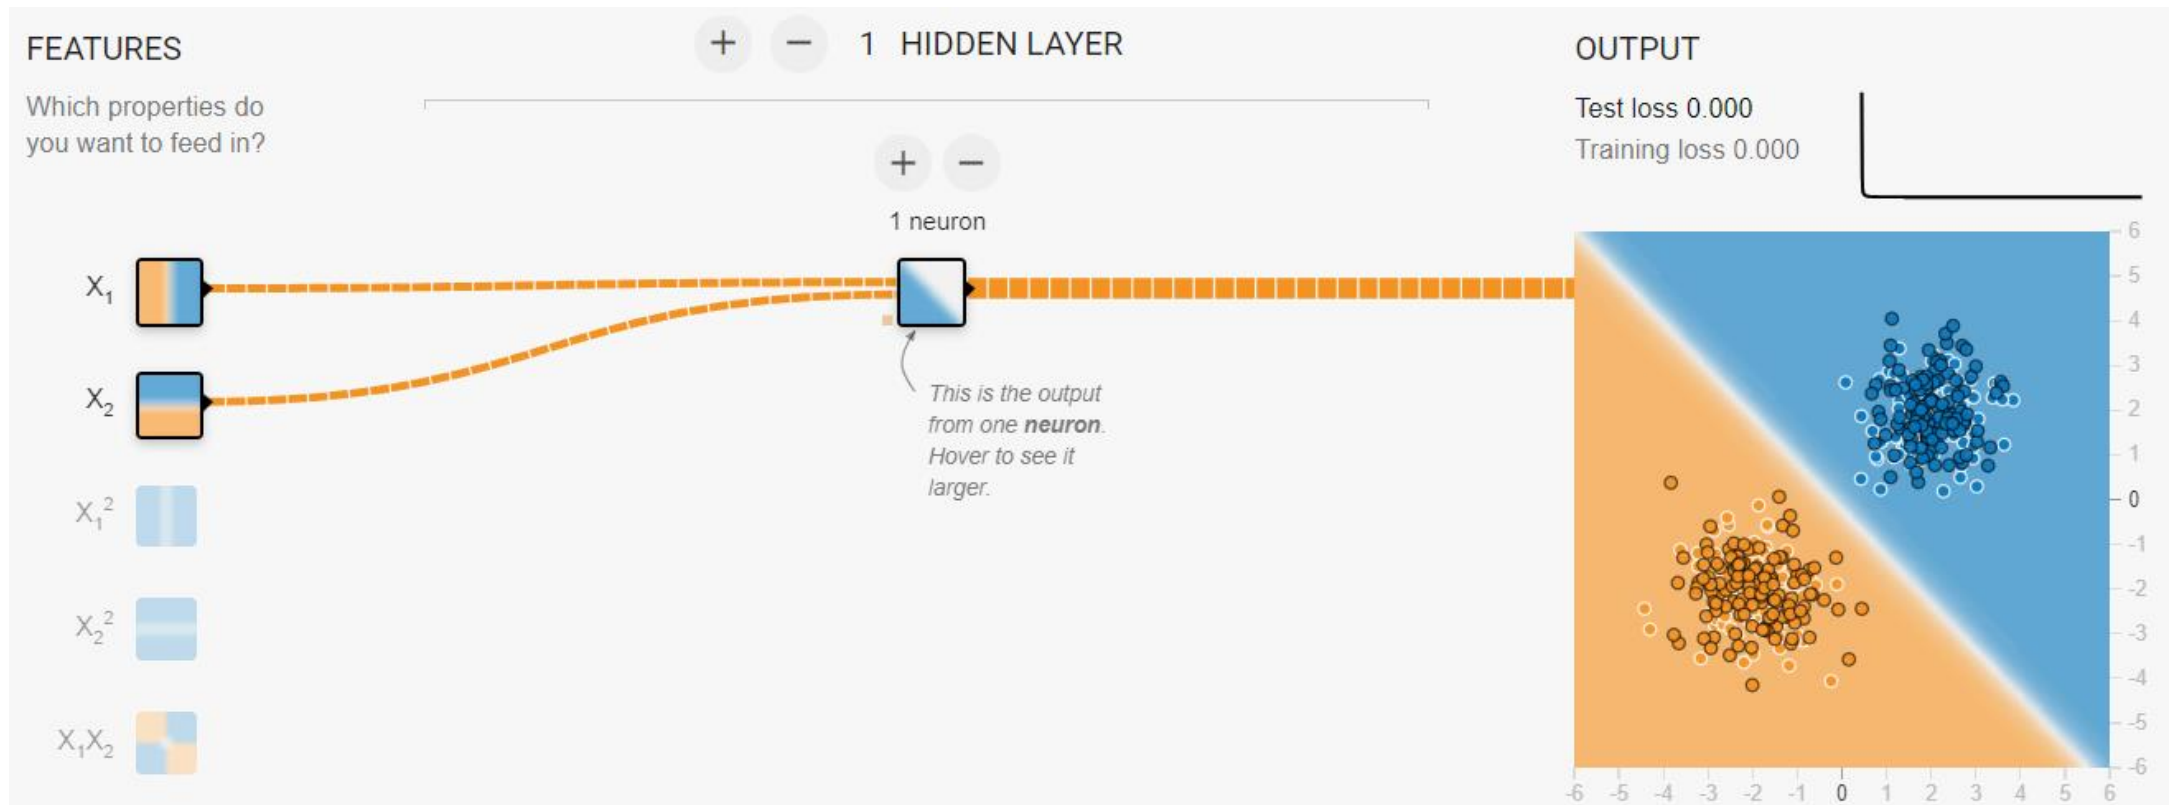 FEATURES
Which properties do
you want to feed in?
+ − 1 HIDDEN LAYER
+ −
1 neuron
X₁
X₂
X₁²
X₂²
X₁X₂
This is the output
from one neuron.
Hover to see it
larger.
OUTPUT
Test loss 0.000
Training loss 0.000
6
5
4
3
2
1
0
-1
-2
-3
-4
-5
-6
-6 -5 -4 -3 -2 -1 0 1 2 3 4 5 6